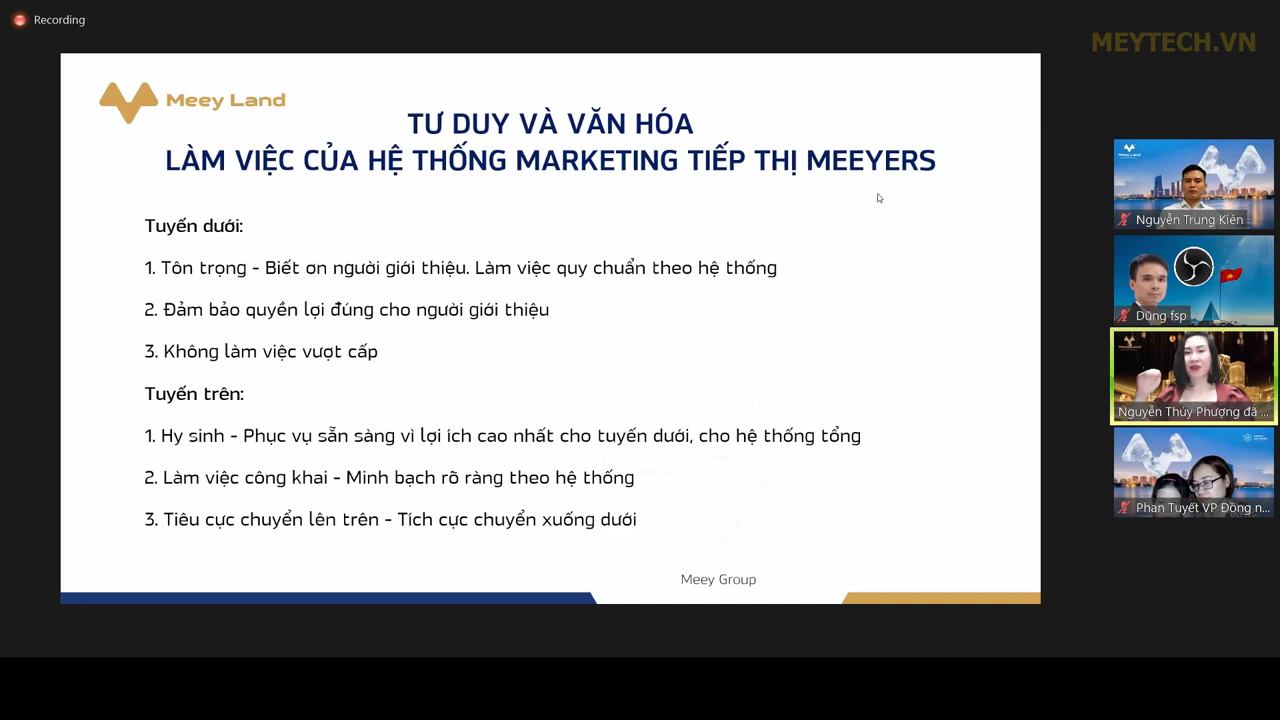 Recording
MEYTECH.VN
Meey Land
TƯ DUY VÀ VĂN HÓA
LÀM VIỆC CỦA HỆ THỐNG MARKETING TIẾP THỊ MEEYERS
Tuyến dưới:
1. Tôn trọng - Biết ơn người giới thiệu. Làm việc quy chuẩn theo hệ thống
2. Đảm bảo quyền lợi đúng cho người giới thiệu
3. Không làm việc vượt cấp
Tuyến trên:
1. Hy sinh - Phục vụ sẵn sàng vì lợi ích cao nhất cho tuyến dưới, cho hệ thống tổng
2. Làm việc công khai - Minh bạch rõ ràng theo hệ thống
3. Tiêu cực chuyển lên trên - Tích cực chuyển xuống dưới
Meey Group
Meey Land
Nguyễn Trung Kiên
Dũng fsp
Meey Land
Nguyễn Thúy Phượng đã ...
Phan Tuyết VP Đồng n...